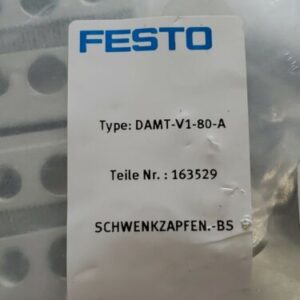 FESTO
Type: DAMT-V1-80-A
Teile Nr. : 163529
SCHWENKZAPFEN.-BS